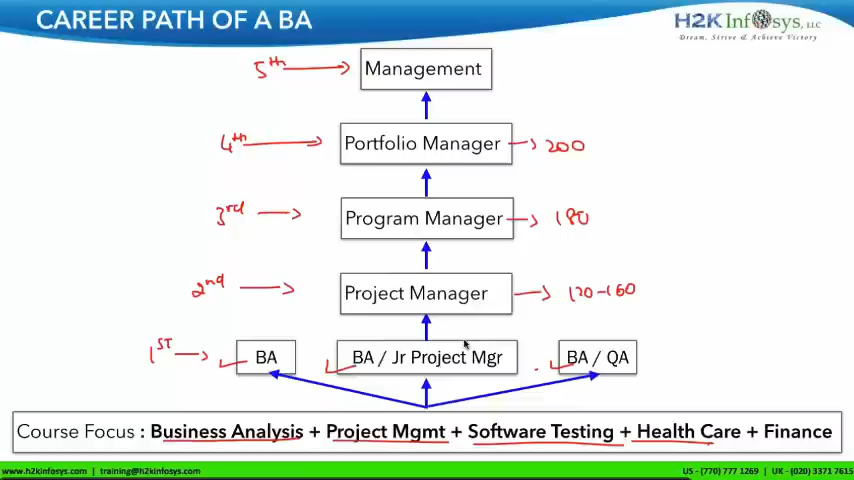 CAREER PATH OF A BA
H2K Infosys, LLC
Dream, Strive & Achieve Victory
5th Management
4th Portfolio Manager 200
3rd Program Manager 180
2nd Project Manager 120-160
1ST BA BA / Jr Project Mgr BA / QA
Course Focus : Business Analysis + Project Mgmt + Software Testing + Health Care + Finance
www.h2kinfosys.com | training@h2kinfosys.com US - (770) 777 1269 | UK - (020) 3371 7615